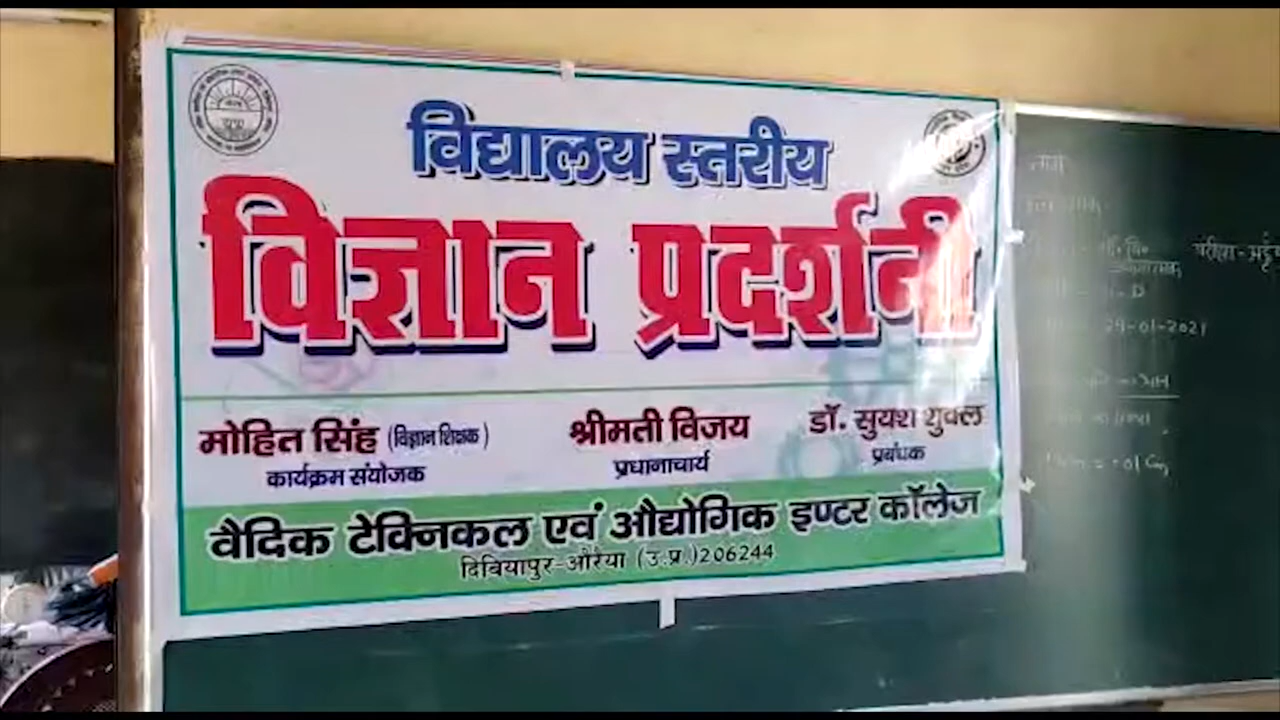 विद्यालय स्तरीय
विज्ञान प्रदर्शनी
मोहित सिंह (विज्ञान शिक्षक)
कार्यक्रम संयोजक
श्रीमती विजय
प्रधानाचार्य
डॉ. सुयश शुक्ल
प्रबंधक
वैदिक टेक्निकल एवं औद्योगिक इण्टर कॉलेज
दिबियापुर-औरैया (उ.प्र.)206244
परीक्षा-
29-01-2021